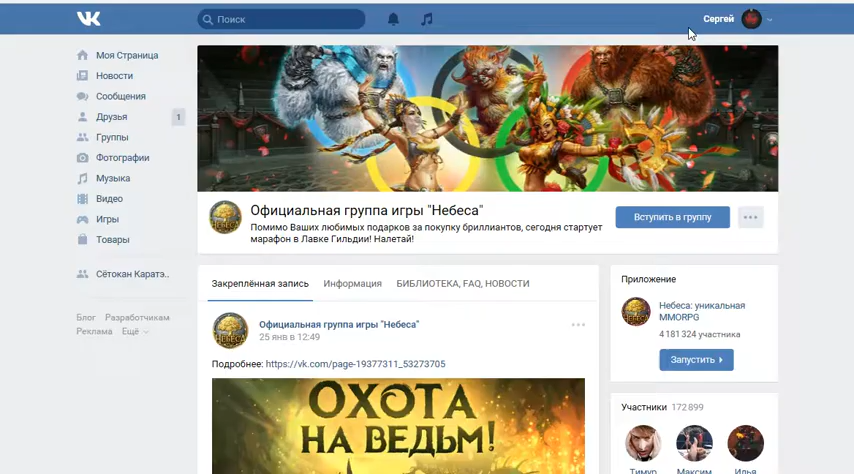 Поиск
Сергей
Моя Страница
Новости
Сообщения
Друзья
1
Группы
Фотографии
Музыка
Видео
Игры
Товары
Сётокан Каратэ..
Блог Разработчикам
Реклама Ещё
Официальная группа игры "Небеса"
Помимо Ваших любимых подарков за покупку бриллиантов, сегодня стартует
марафон в Лавке Гильдии! Налетай!
Вступить в группу
Закреплённая запись Информация БИБЛИОТЕКА, FAQ, НОВОСТИ
Официальная группа игры "Небеса"
25 янв в 12:49
Подробнее: https://vk.com/page-19377311_53273705
ОХОТА
НА ВЕДЬМ!
Приложение
Небеса: уникальная
MMORPG
4 181 324 участника
Запустить
Участники 172 899
Тимур Максим Илья